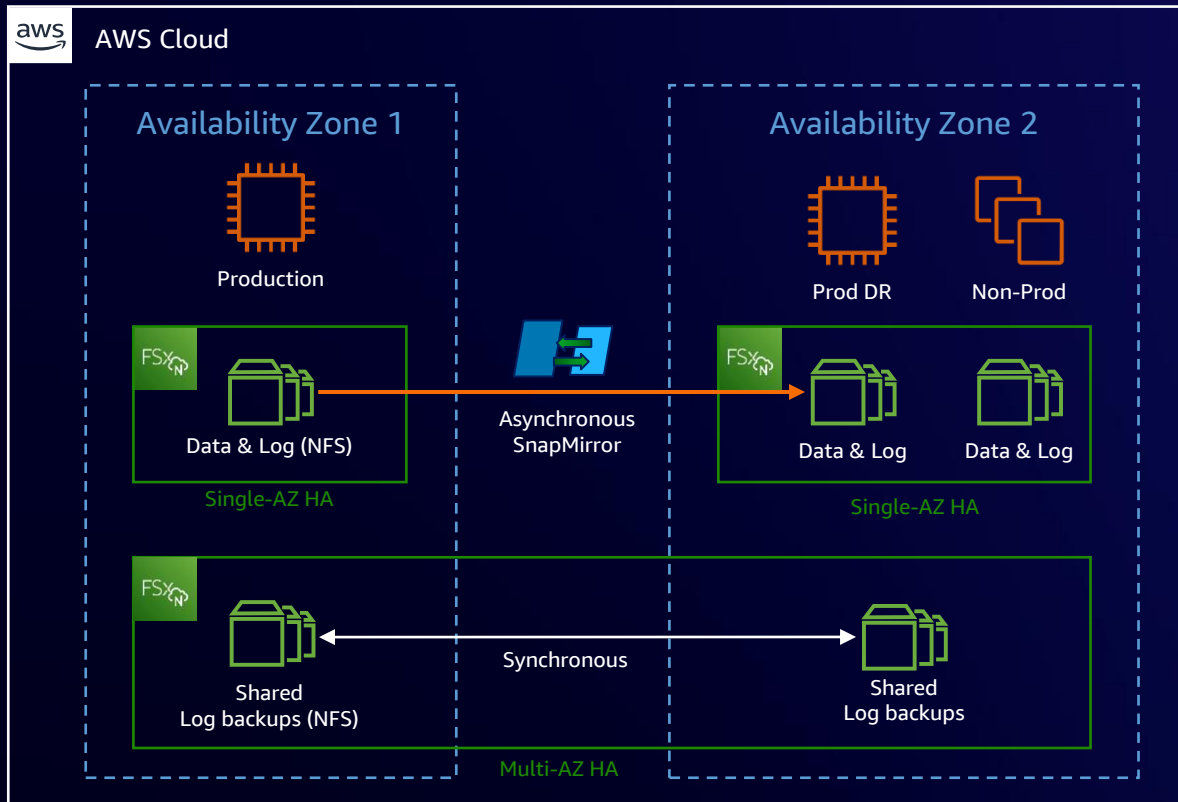 aws
AWS Cloud
Availability Zone 1
Availability Zone 2
Production
Prod DR
Non-Prod
FSx
N
Data & Log (NFS)
Single-AZ HA
Asynchronous
SnapMirror
FSx
N
Data & Log
Data & Log
Single-AZ HA
FSx
N
Shared
Log backups (NFS)
Synchronous
Shared
Log backups
Multi-AZ HA